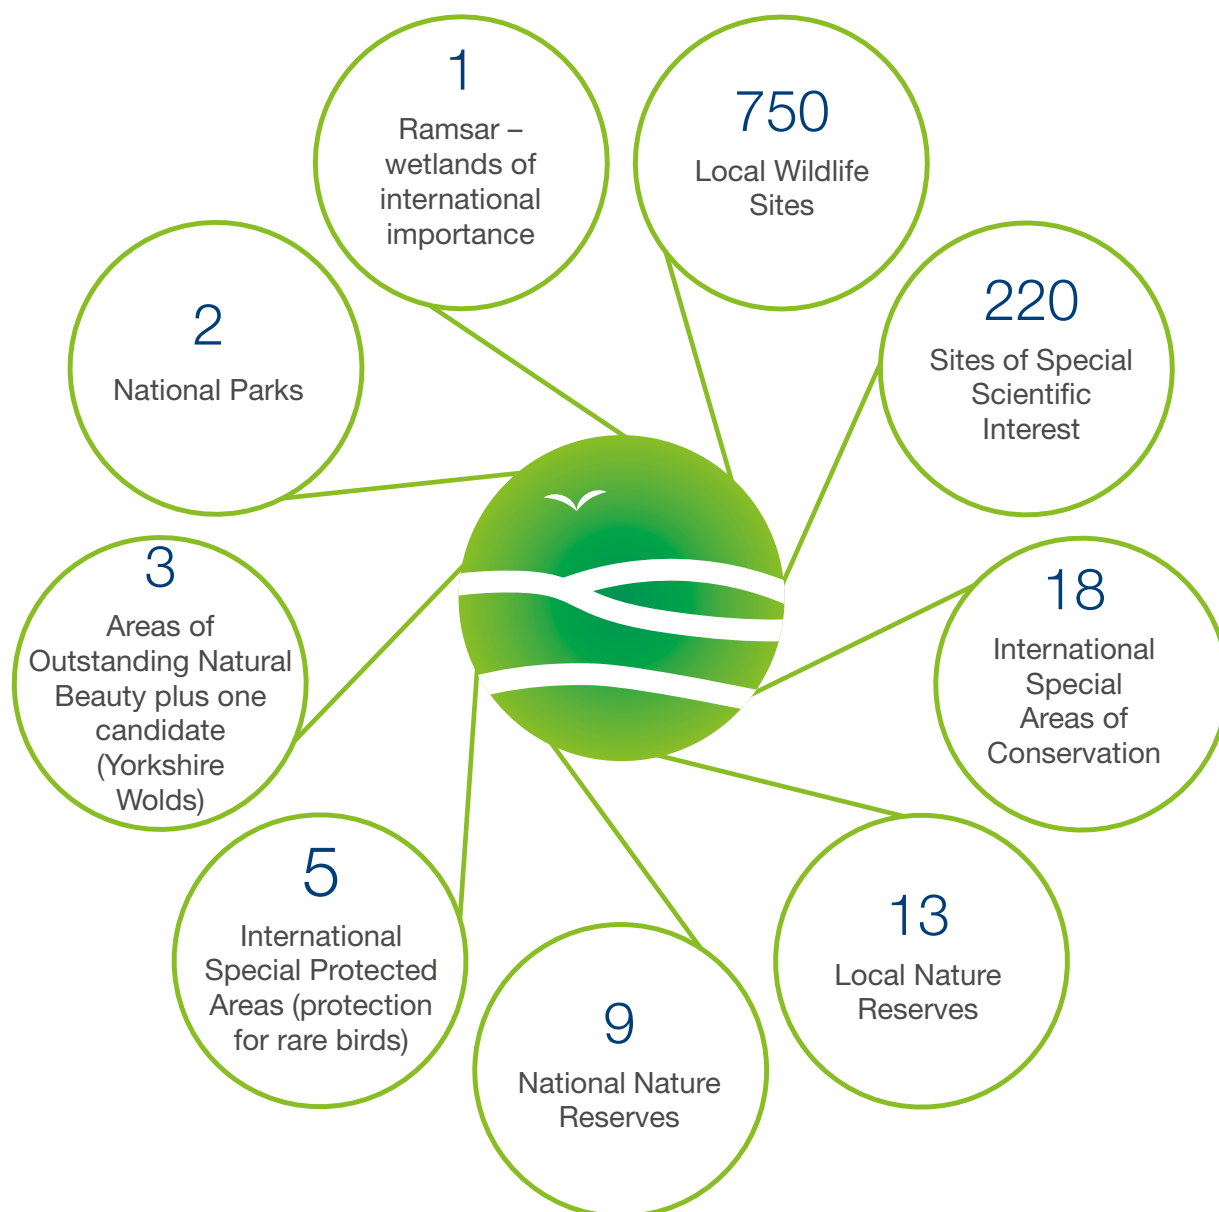 1
Ramsar –
wetlands of
international
importance
750
Local Wildlife
Sites
220
Sites of Special
Scientific
Interest
18
International
Special
Areas of
Conservation
13
Local Nature
Reserves
9
National Nature
Reserves
5
International
Special Protected
Areas (protection
for rare birds)
3
Areas of
Outstanding Natural
Beauty plus one
candidate
(Yorkshire
Wolds)
2
National Parks